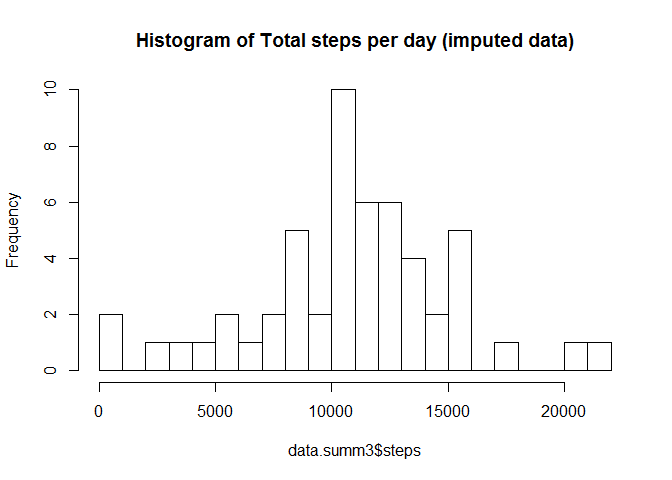 Histogram of Total steps per day (imputed data)
Frequency
10
8
6
4
2
0
0 5000 10000 15000 20000
data.summ3$steps